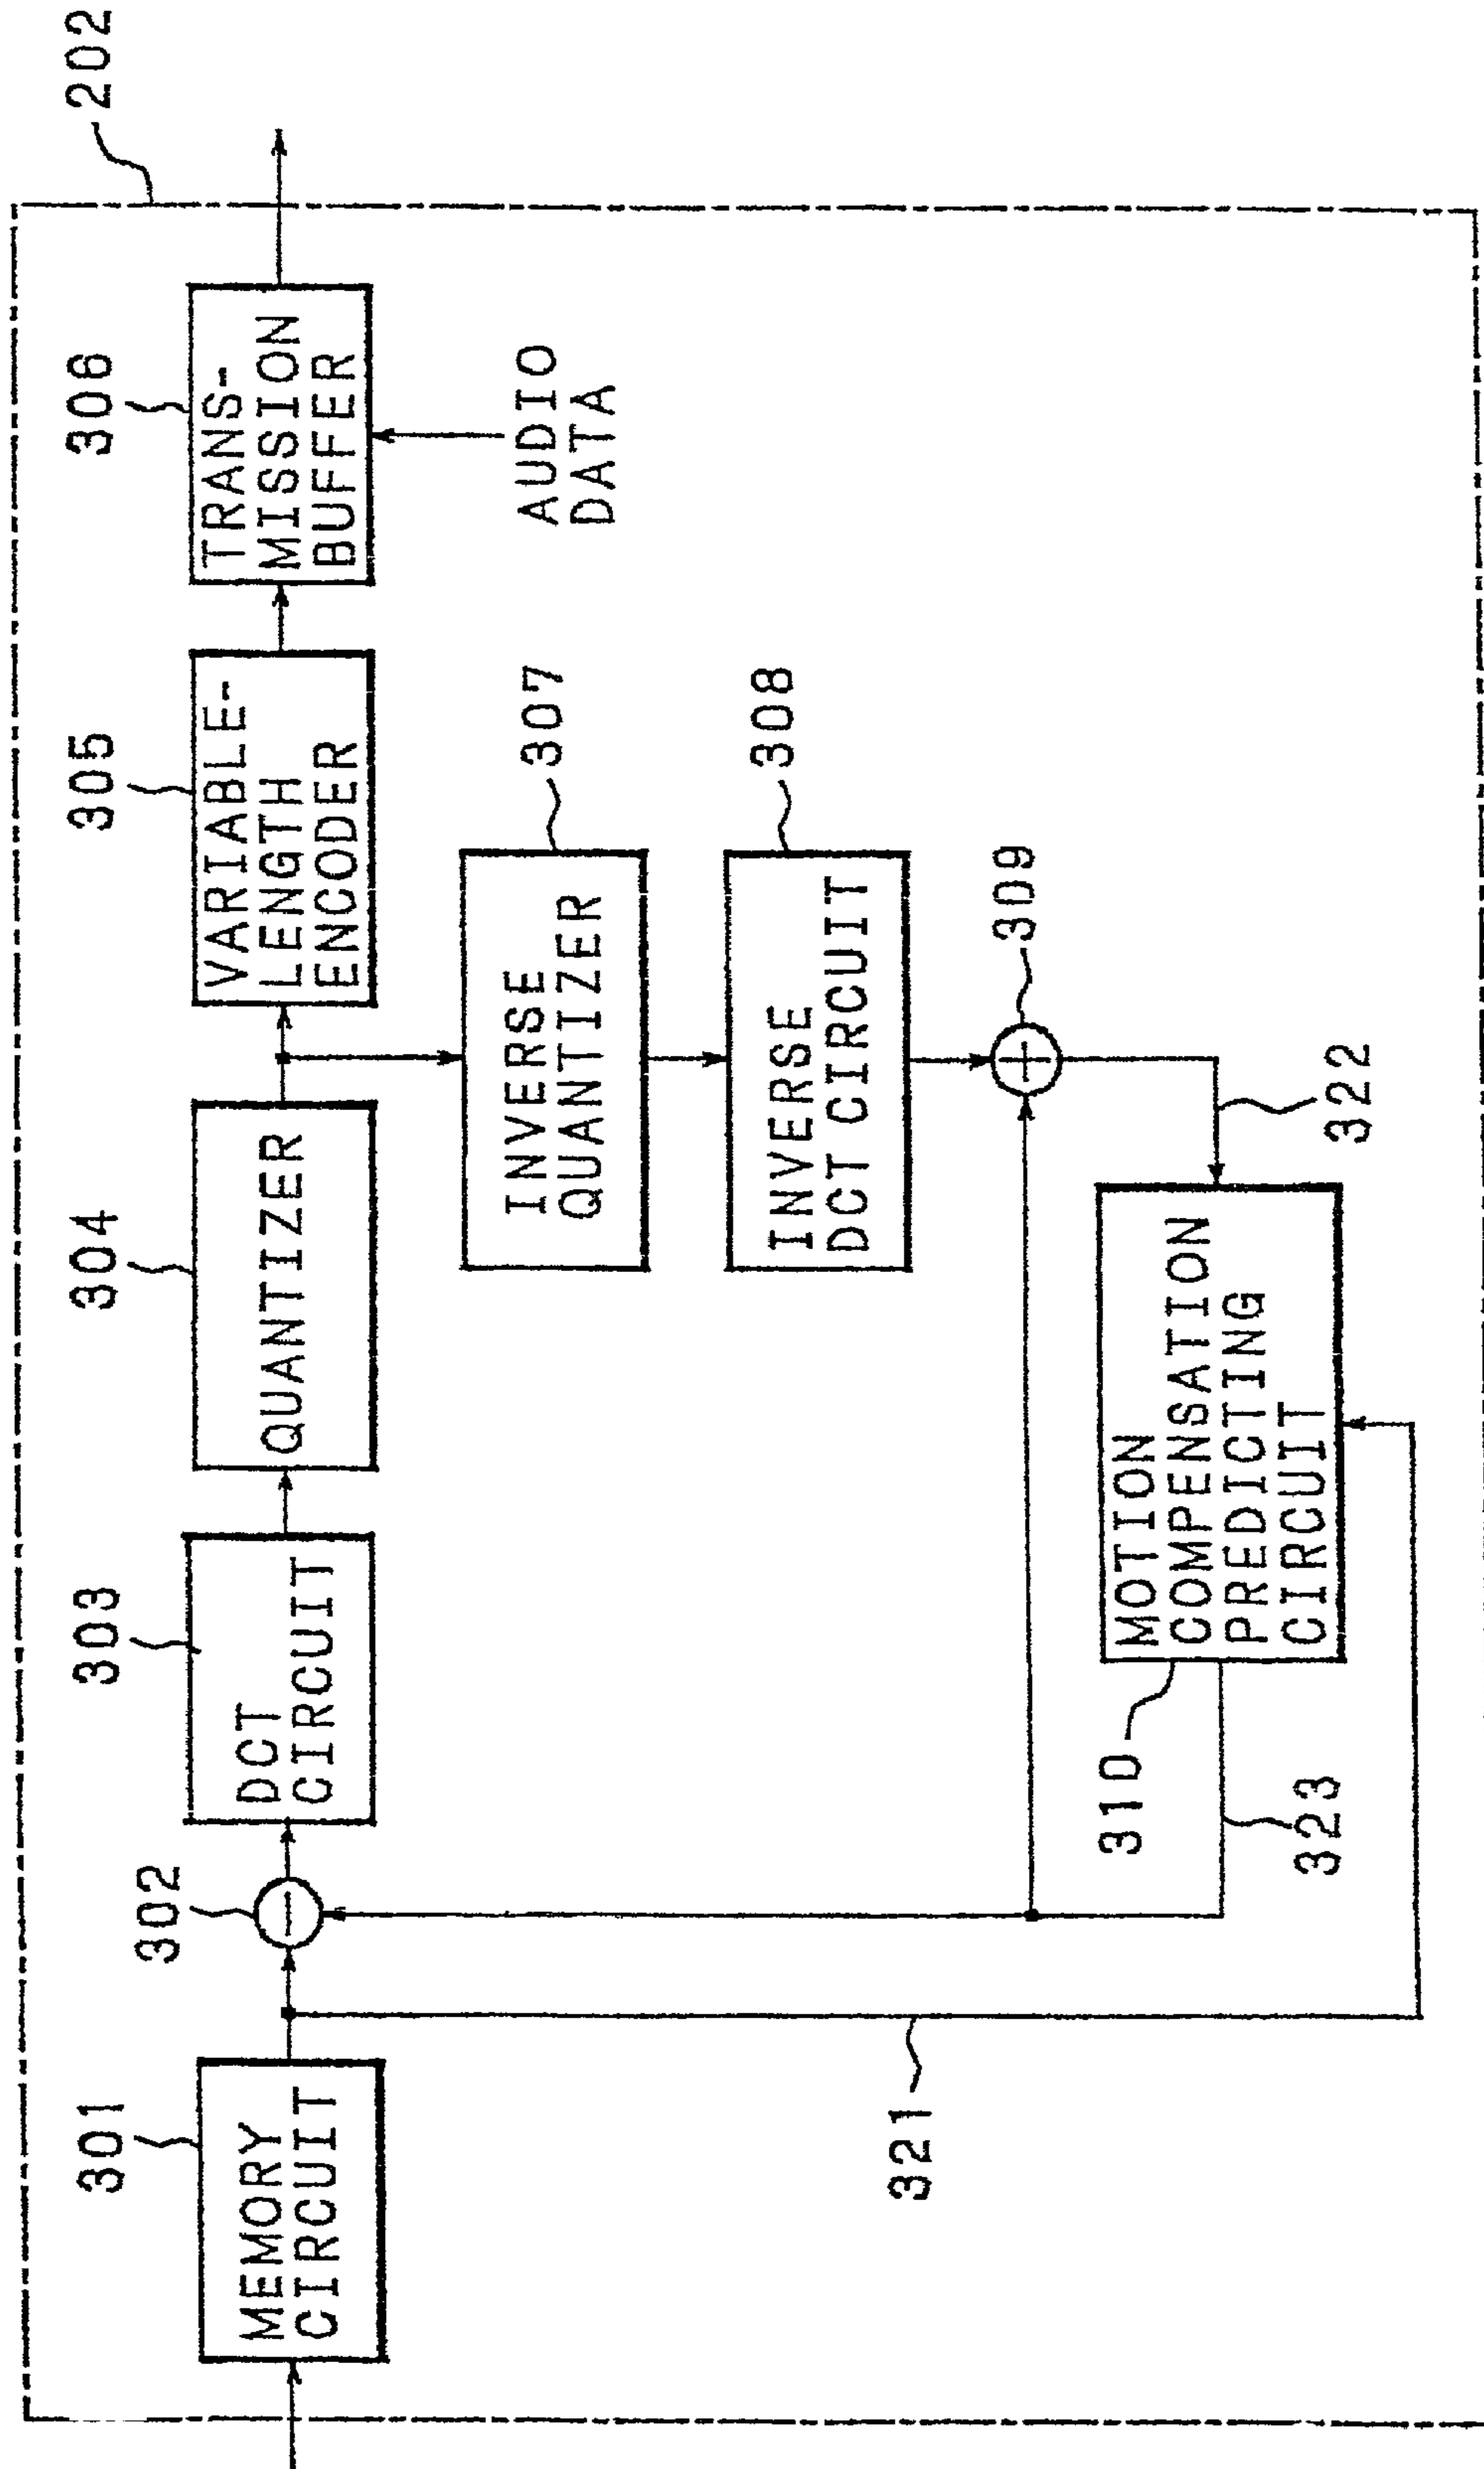 202
301
MEMORY
CIRCUIT
302
303
DCT
CIRCUIT
304
QUANTIZER
305
VARIABLE-
LENGTH
ENCODER
306
TRANS-
MISSION
BUFFER
AUDIO
DATA
307
INVERSE
QUANTIZER
308
INVERSE
DCT CIRCUIT
309
322
310
MOTION
COMPENSATION
PREDICTING
CIRCUIT
323
321